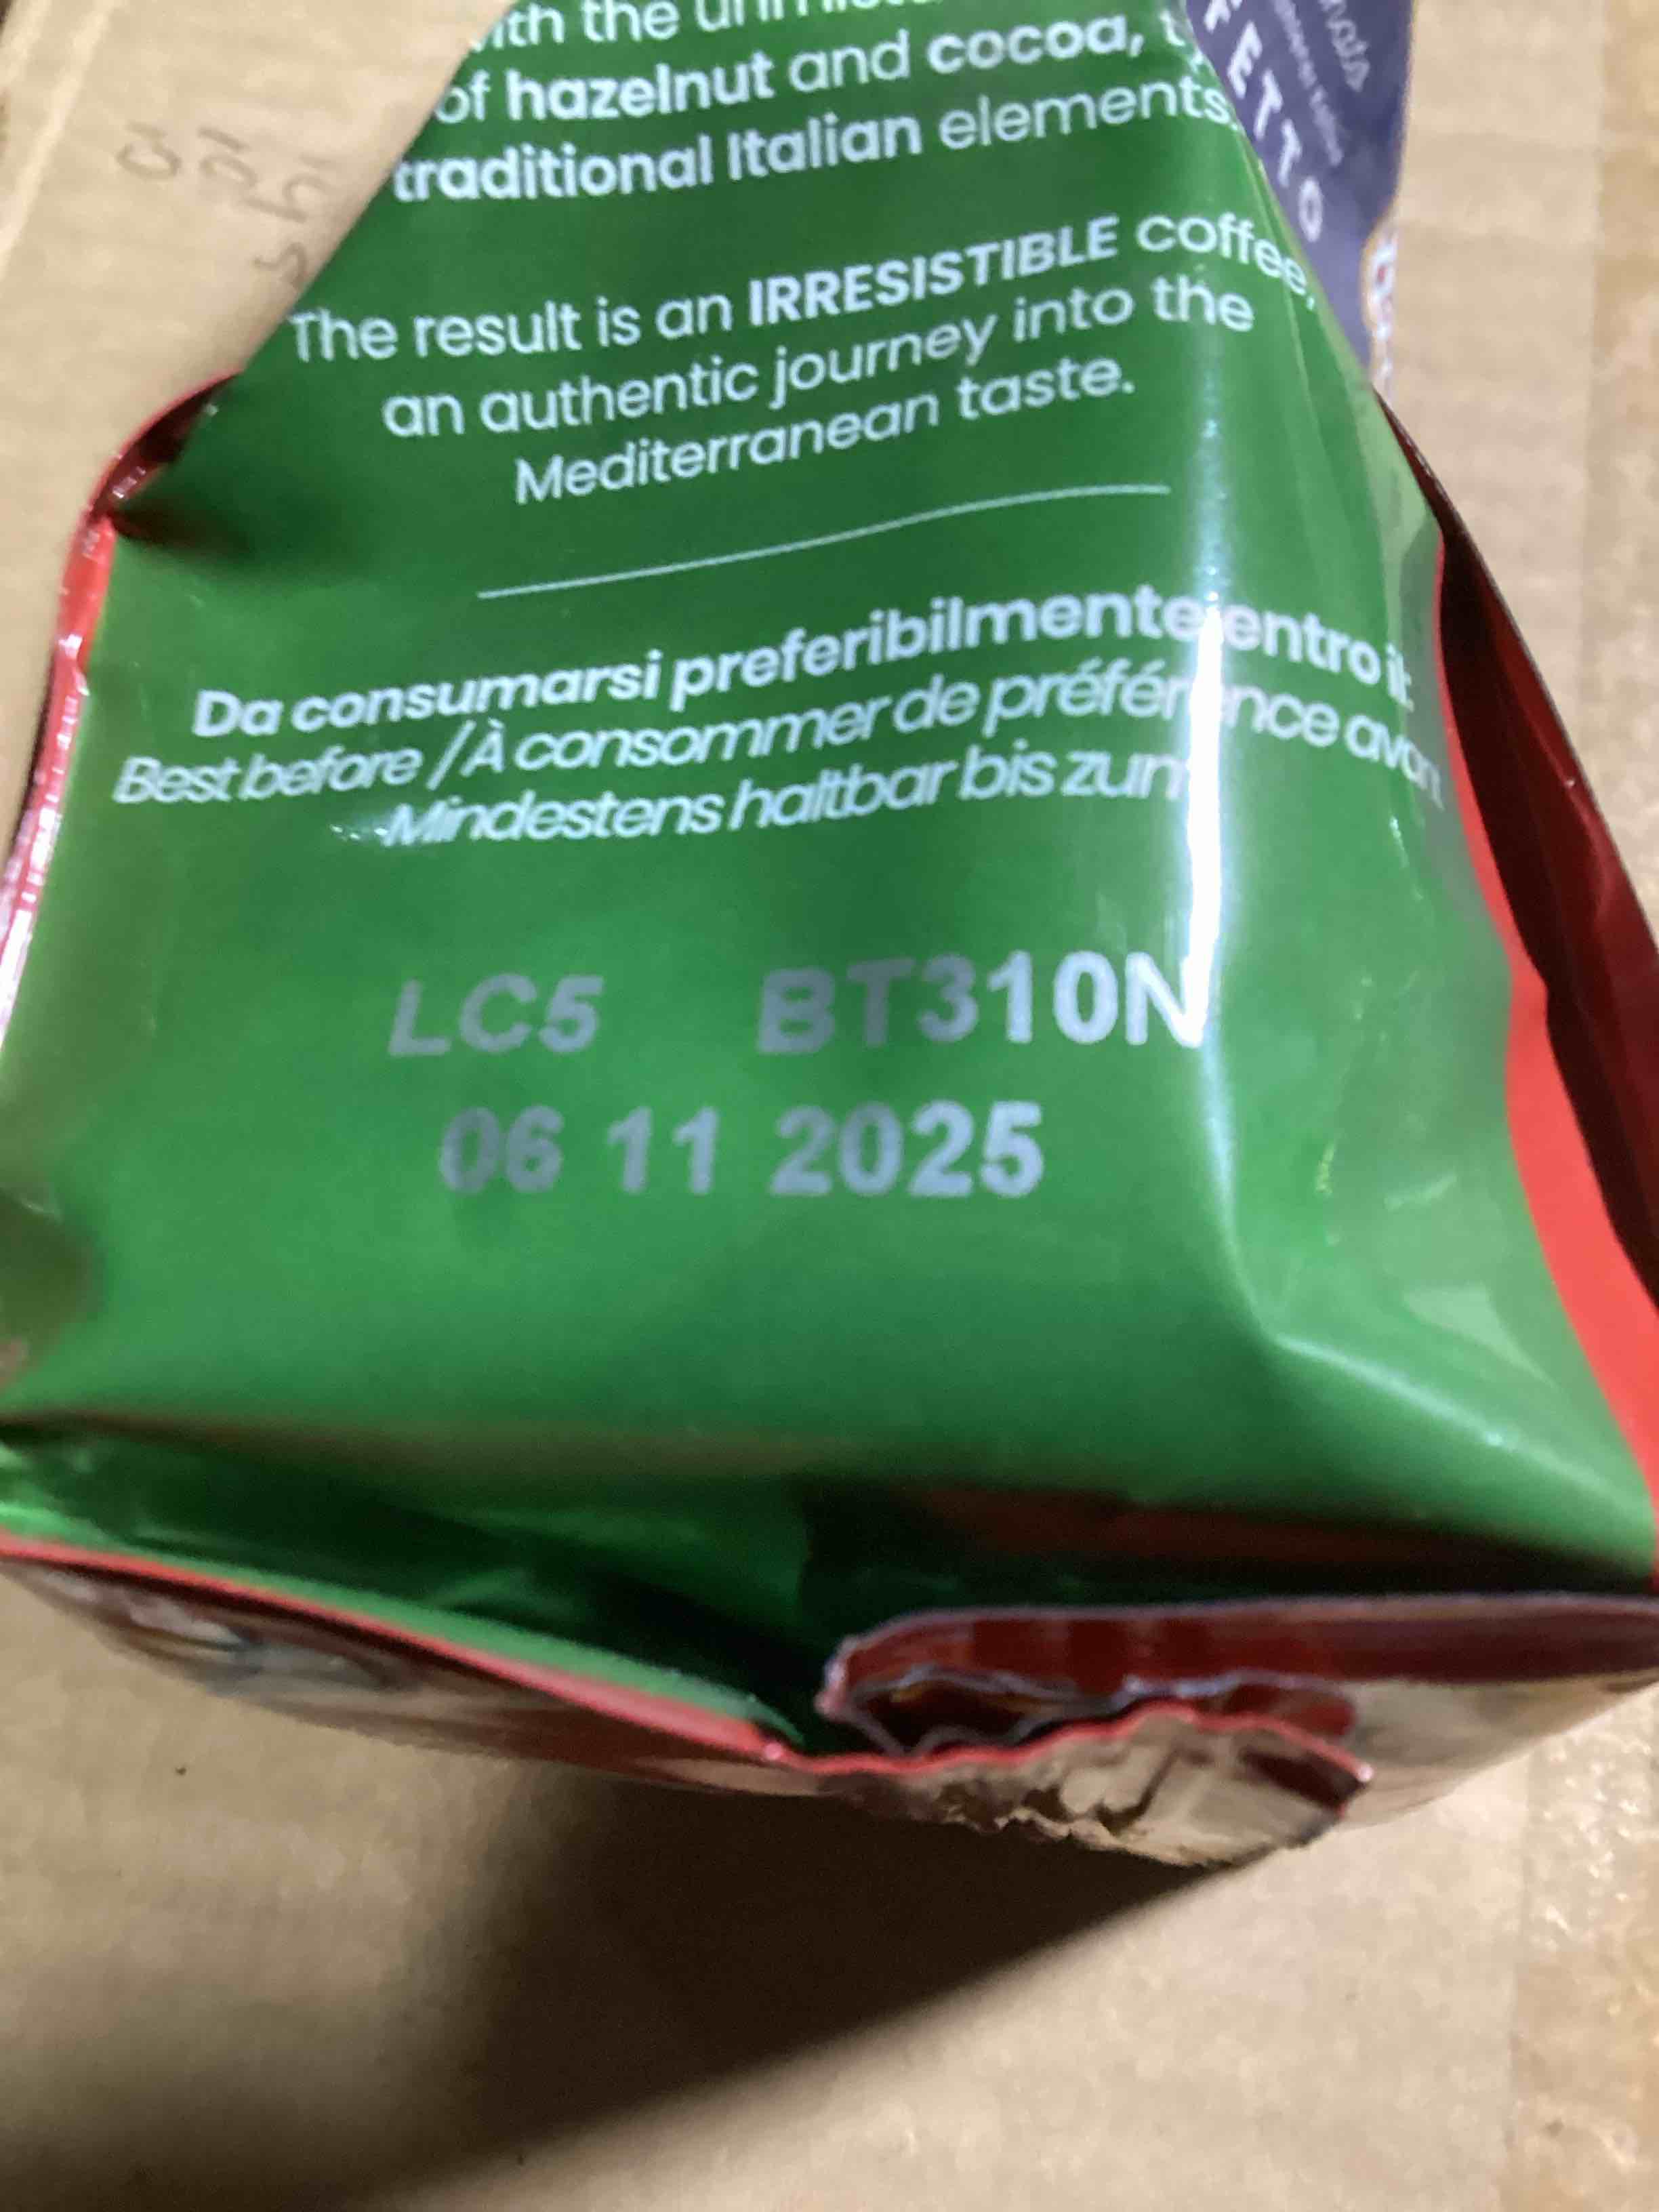 with the
of hazelnut and cocoa,
traditional Italian elements.
The result is an IRRESISTIBLE coffee,
an authentic journey into the
Mediterranean taste.
Da consumarsi preferibilmente entro il:
Best before / À consommer de préférence avant
Mindestens haltbar bis zum
LC5 BT310N
06 11 2025